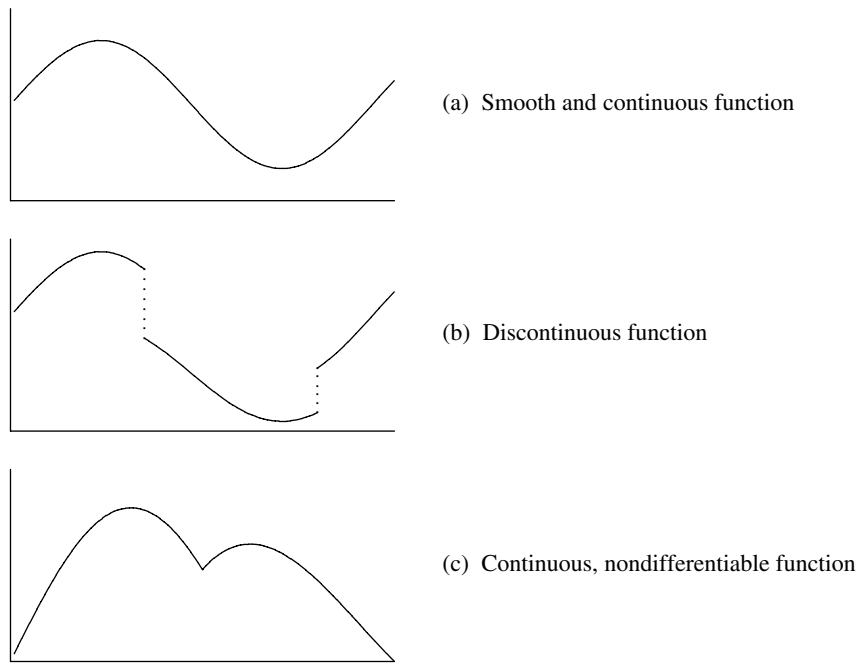 (a) Smooth and continuous function
(b) Discontinuous function
(c) Continuous, nondifferentiable function